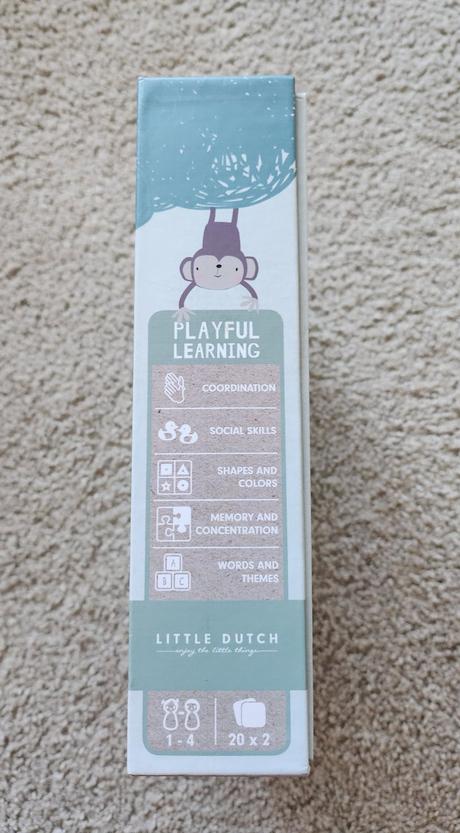 PLAYFUL
LEARNING
COORDINATION
SOCIAL SKILLS
SHAPES AND
COLORS
MEMORY AND
CONCENTRATION
WORDS AND
THEMES
A
B C
LITTLE DUTCH
enjoy the little things
1 - 4
20 x 2